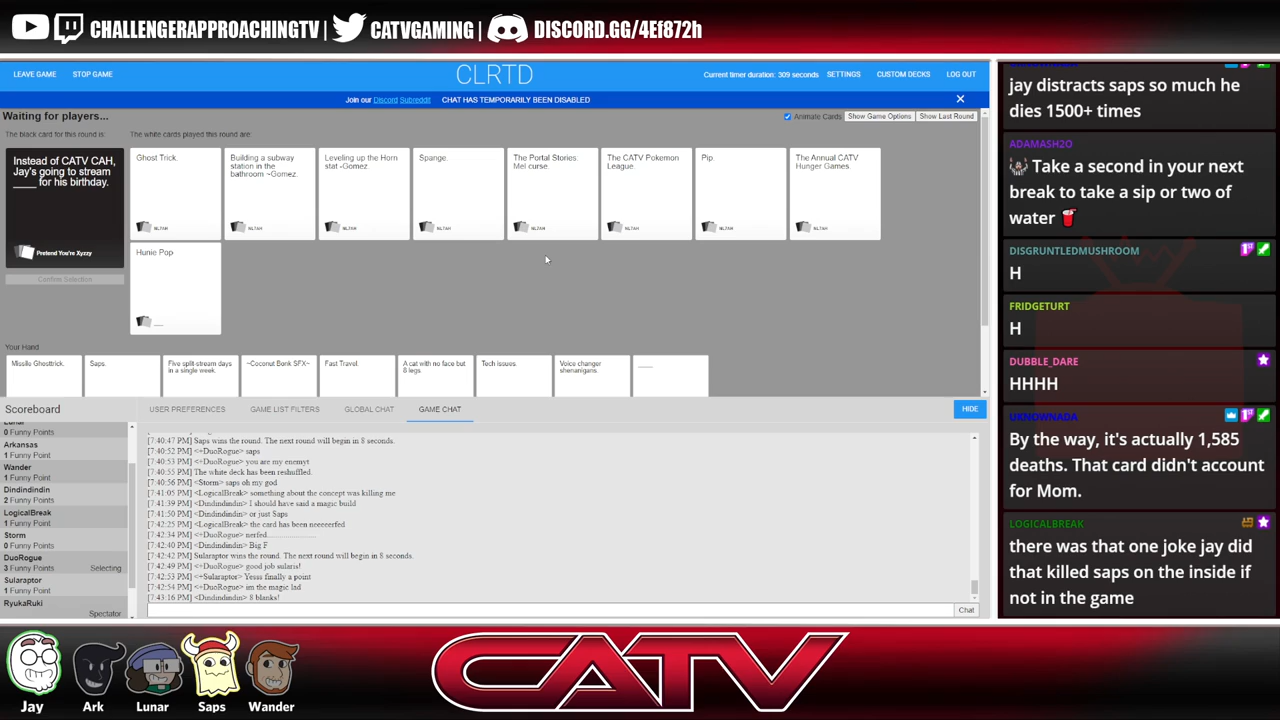 CHALLENGERAPPROACHINGTV | CATVGAMING | DISCORD.GG/4Ef872h
LEAVE GAME STOP GAME CLRTD Current timer duration: 309 seconds SETTINGS CUSTOM DECKS LOG OUT
Join our Discord Subreddit CHAT HAS TEMPORARILY BEEN DISABLED
Waiting for players... Animate Cards Show Game Options Show Last Round
The black card for this round is: The white cards played this round are:
Instead of CATV CAH,
Jay's going to stream
____ for his birthday.
Pretend You're Xyzzy
Confirm Selection
Ghost Trick.
NL7AH
Building a subway
station in the
bathroom ~Gomez.
NL7AH
Leveling up the Horn
stat -Gomez.
NL7AH
Spange.
NL7AH
The Portal Stories:
Mel curse.
NL7AH
The CATV Pokemon
League.
NL7AH
Pip.
NL7AH
The Annual CATV
Hunger Games.
NL7AH
Hunie Pop
____
Your Hand
Missile Ghosttrick.
Saps.
Five split-stream days
in a single week.
~Coconut Bonk SFX~
Fast Travel.
A cat with no face but
8 legs
Tech issues.
Voice changer
shenanigans.
____
Scoreboard
Lunar
0 Funny Points
Arkansas
1 Funny Point
Wander
1 Funny Point
Dindindindin
2 Funny Points
LogicalBreak
1 Funny Point
Storm
0 Funny Points
DuoRogue
3 Funny Points Selecting
Sularaptor
1 Funny Point
RyukaRuki
Spectator
USER PREFERENCES GAME LIST FILTERS GLOBAL CHAT GAME CHAT HIDE
[7:40:47 PM] Saps wins the round. The next round will begin in 8 seconds.
[7:40:52 PM] <+DuoRogue> saps
[7:40:53 PM] <+DuoRogue> you are my enemyt
[7:40:55 PM] The white deck has been reshuffled.
[7:40:56 PM] <Storm> saps oh my god
[7:41:05 PM] <LogicalBreak> something about the concept was killing me
[7:41:39 PM] <Dindindindin> I should have said a magic build
[7:41:50 PM] <Dindindindin> or just Saps
[7:42:25 PM] <LogicalBreak> the card has been neeeerfed
[7:42:34 PM] <+DuoRogue> nerfed......................
[7:42:40 PM] <Dindindindin> Big F
[7:42:42 PM] Sularaptor wins the round. The next round will begin in 8 seconds.
[7:42:49 PM] <+DuoRogue> good job sularis!
[7:42:53 PM] <+Sularaptor> Yesss finally a point
[7:42:54 PM] <+DuoRogue> im the magic lad
[7:43:16 PM] <Dindindindin> 8 blanks!
Chat
jay distracts saps so much he
dies 1500+ times
ADAMASH2O
Take a second in your next
break to take a sip or two of
water
DISGRUNTLEDMUSHROOM
H
FRIDGETURT
H
DUBBLE_DARE
HHHH
UKNOWNADA
By the way, it's actually 1,585
deaths. That card didn't account
for Mom.
LOGICALBREAK
there was that one joke jay did
that killed saps on the inside if
not in the game
Jay Ark Lunar Saps Wander
CATV